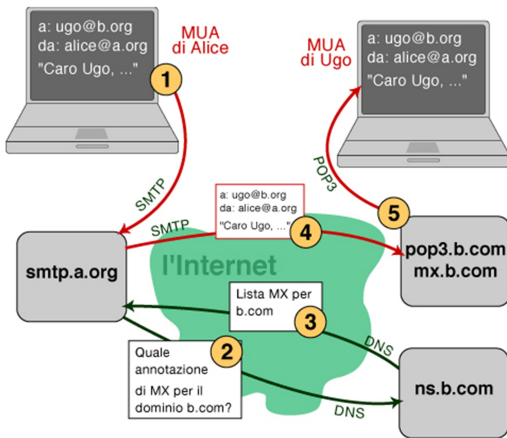 a: ugo@b.org
da: alice@a.org
"Caro Ugo, ..."
MUA
di Alice
1
MUA
di Ugo
a: ugo@b.org
da: alice@a.org
"Caro Ugo, ..."
SMTP
POP3
5
SMTP
a: ugo@b.org
da: alice@a.org
"Caro Ugo, ..."
4
smtp.a.org
l'Internet
pop3.b.com
mx.b.com
Lista MX per
b.com
3
DNS
2
Quale
annotazione
di MX per il
dominio b.com?
DNS
ns.b.com